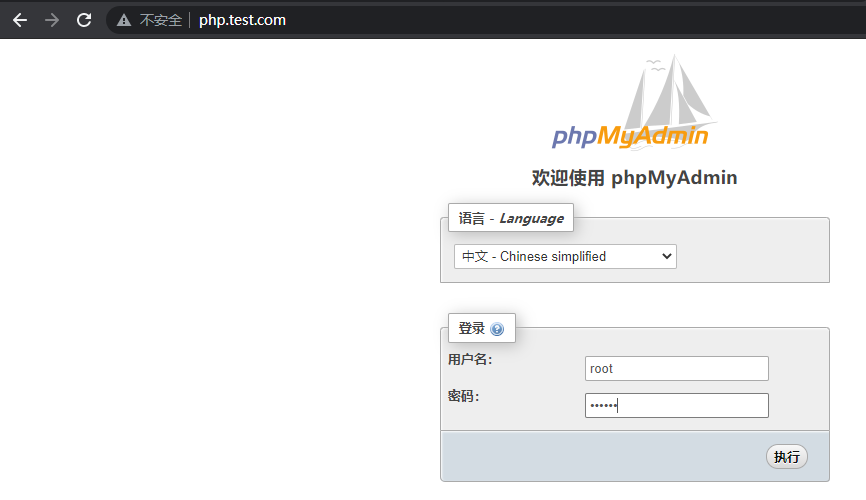 不安全 php.test.com
phpMyAdmin
欢迎使用 phpMyAdmin
语言 - Language
中文 - Chinese simplified
登录
用户名： root
密码： ••••••
执行